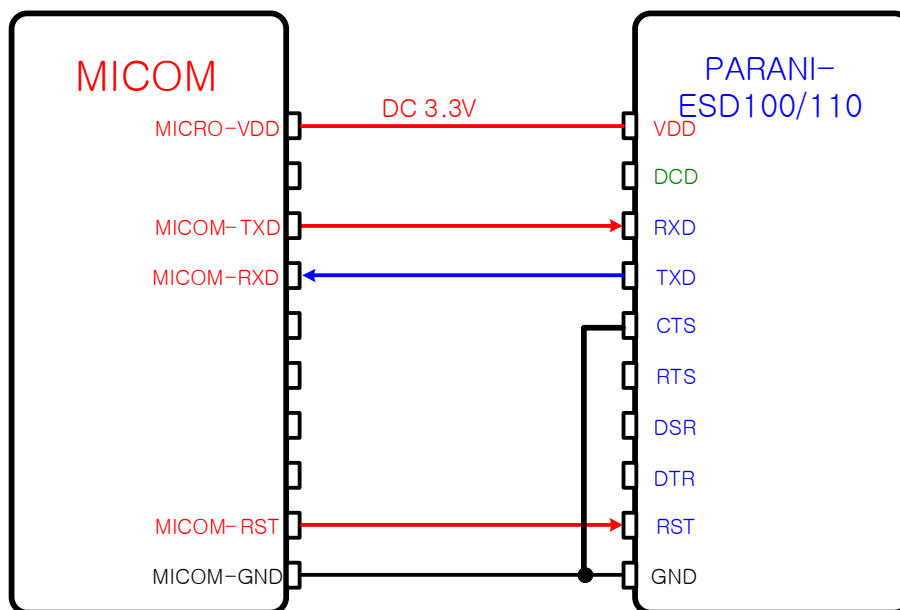 MICOM
PARANI-
ESD100/110
DC 3.3V
MICRO-VDD
VDD
DCD
MICOM-TXD
RXD
MICOM-RXD
TXD
CTS
RTS
DSR
DTR
MICOM-RST
RST
MICOM-GND
GND